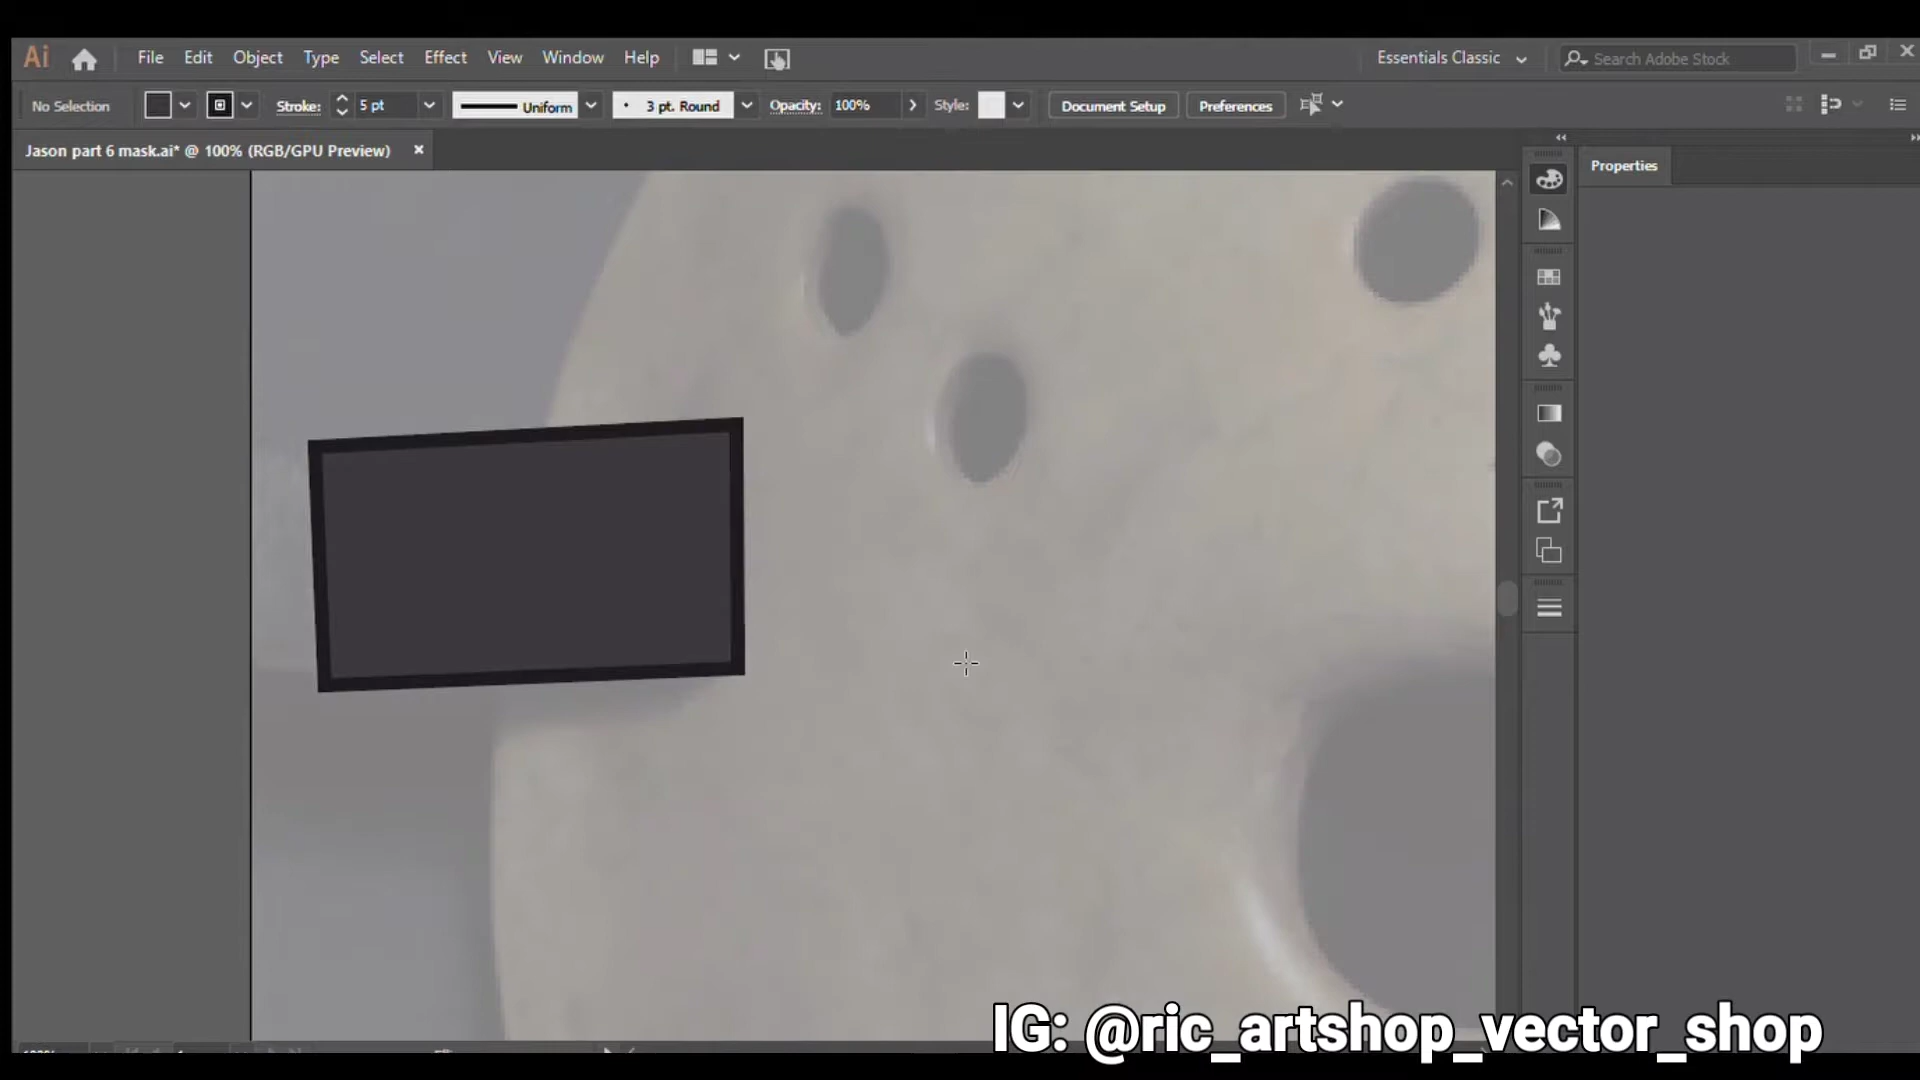 Ai File Edit Object Type Select Effect View Window Help Essentials Classic Search Adobe Stock
No Selection Stroke: 5 pt Uniform 3 pt. Round Opacity: 100% Style: Document Setup Preferences
Jason part 6 mask.ai* @ 100% (RGB/GPU Preview) ×
Properties
IG: @ric_artshop_vector_shop